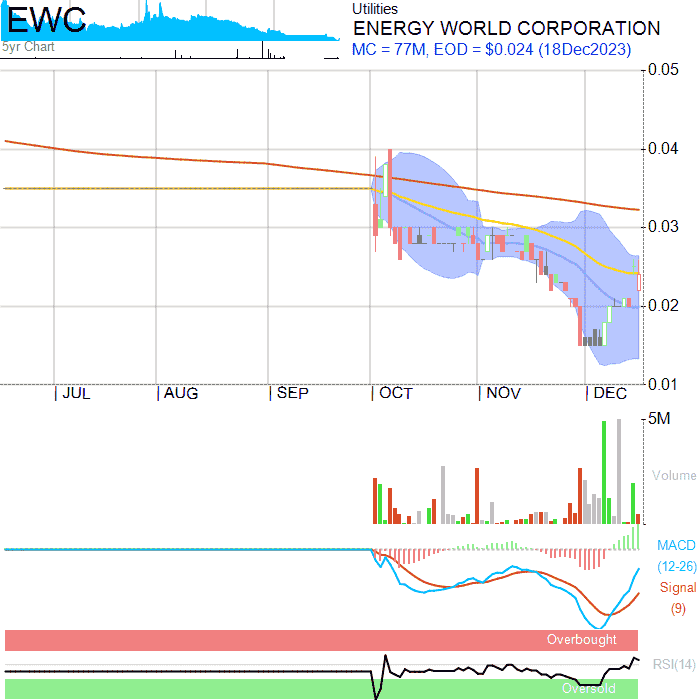 EWC
5yr Chart
Utilities
ENERGY WORLD CORPORATION
MC = 77M, EOD = $0.024 (18Dec2023)
0.05
0.04
0.03
0.02
0.01
JUL AUG SEP OCT NOV DEC
5M
Volume
MACD
(12-26)
Signal
(9)
Overbought
RSI(14)
Oversold